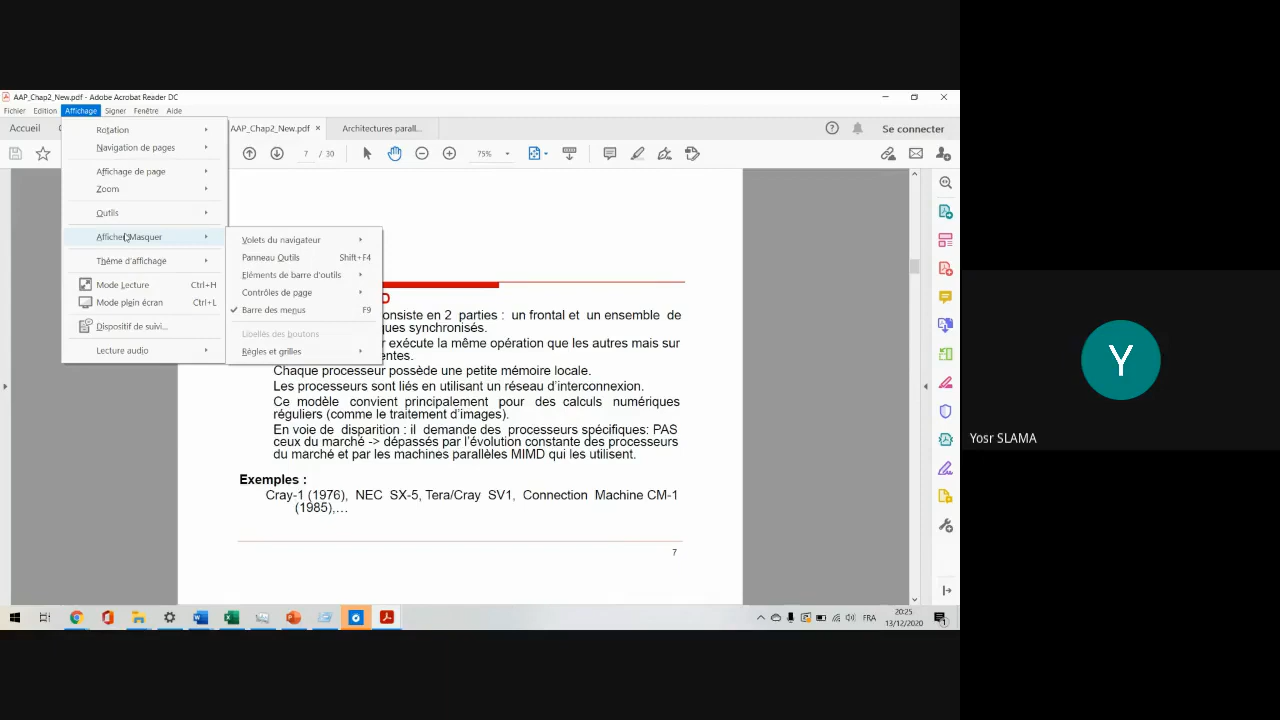 AAP_Chap2_New.pdf - Adobe Acrobat Reader DC
Fichier Edition Affichage Signer Fenêtre Aide
Accueil
AAP_Chap2_New.pdf ×
Architectures parall...
Se connecter
7 / 30
75%
Rotation
Navigation de pages
Affichage de page
Zoom
Outils
Afficher/Masquer
Thème d'affichage
Mode Lecture Ctrl+H
Mode plein écran Ctrl+L
Dispositif de suivi...
Lecture audio
Volets du navigateur
Panneau Outils Shift+F4
Eléments de barre d'outils
Contrôles de page
Barre des menus F9
Libellés des boutons
Règles et grilles
onsiste en 2 parties : un frontal et un ensemble de
ques synchronisés.
r exécute la même opération que les autres mais sur
entes.
Chaque processeur possède une petite mémoire locale.
Les processeurs sont liés en utilisant un réseau d'interconnexion.
Ce modèle convient principalement pour des calculs numériques
réguliers (comme le traitement d'images).
En voie de disparition : il demande des processeurs spécifiques: PAS
ceux du marché -> dépassés par l'évolution constante des processeurs
du marché et par les machines parallèles MIMD qui les utilisent.
Exemples :
Cray-1 (1976), NEC SX-5, Tera/Cray SV1, Connection Machine CM-1
(1985),…
7
FRA
20:25
13/12/2020
Y
Yosr SLAMA